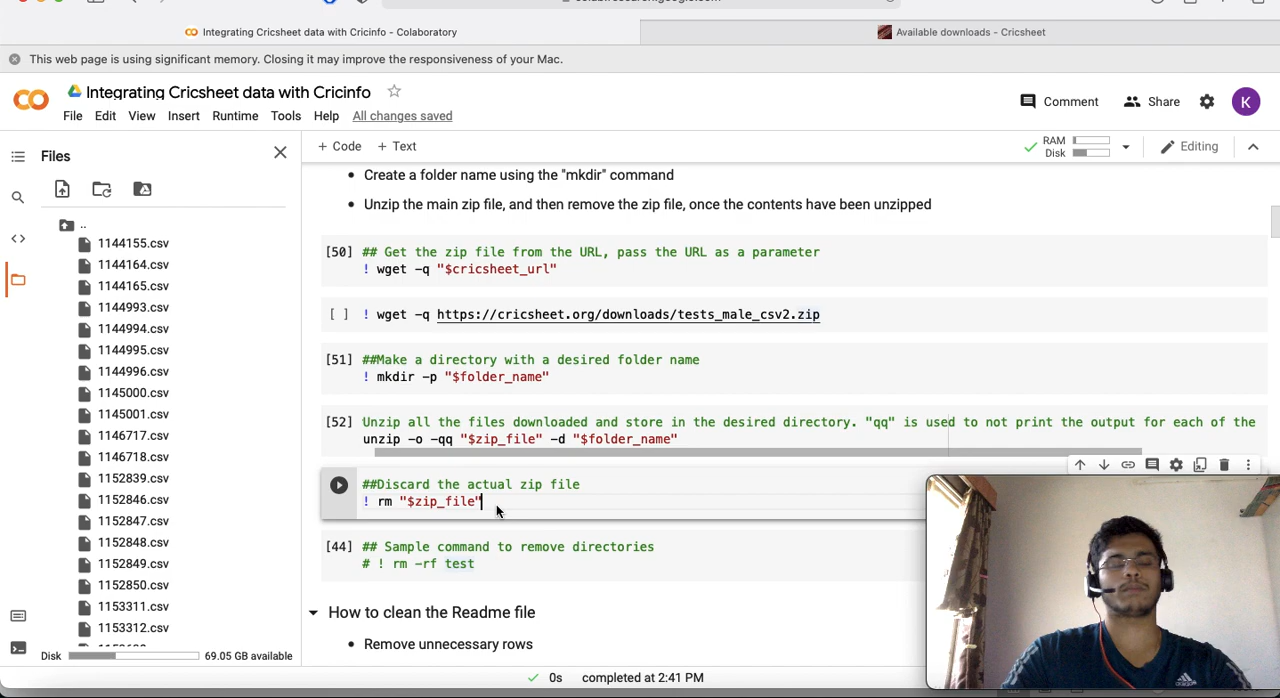 Integrating Cricsheet data with Cricinfo - Colaboratory
Available downloads - Cricsheet
This web page is using significant memory. Closing it may improve the responsiveness of your Mac.
Integrating Cricsheet data with Cricinfo
Comment
Share
K
File Edit View Insert Runtime Tools Help All changes saved
Files
+ Code + Text
RAM
Disk
Editing
• Create a folder name using the "mkdir" command
• Unzip the main zip file, and then remove the zip file, once the contents have been unzipped
..
1144155.csv
1144164.csv
1144165.csv
1144993.csv
1144994.csv
1144995.csv
1144996.csv
1145000.csv
1145001.csv
1146717.csv
1146718.csv
1152839.csv
1152846.csv
1152847.csv
1152848.csv
1152849.csv
1152850.csv
1153311.csv
1153312.csv
Disk 69.05 GB available
[50] ## Get the zip file from the URL, pass the URL as a parameter
! wget -q "$cricsheet_url"
[ ] ! wget -q https://cricsheet.org/downloads/tests_male_csv2.zip
[51] ##Make a directory with a desired folder name
! mkdir -p "$folder_name"
[52] Unzip all the files downloaded and store in the desired directory. "qq" is used to not print the output for each of the
unzip -o -qq "$zip_file" -d "$folder_name"
##Discard the actual zip file
! rm "$zip_file"
[44] ## Sample command to remove directories
# ! rm -rf test
How to clean the Readme file
• Remove unnecessary rows
0s completed at 2:41 PM
adidas